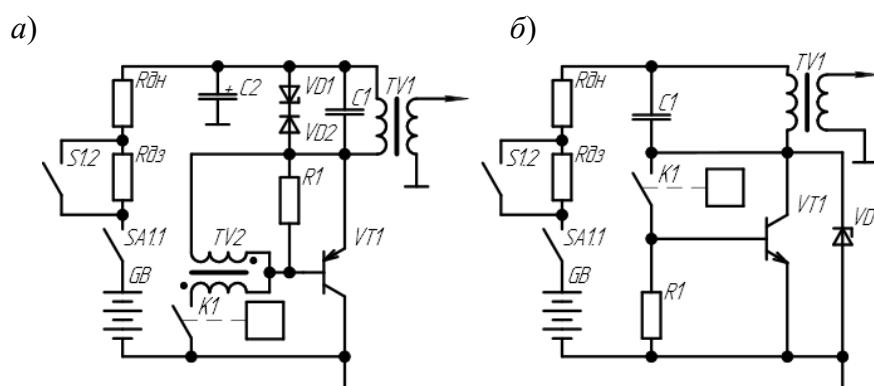 а) б)
Rдн
C2
VD1
VD2
C1
TV1
S1.2
Rдз
R1
SA1.1
TV2
VT1
GB
K1
Rдн
C1
TV1
S1.2
Rдз
K1
SA1.1
VT1
VD
GB
R1